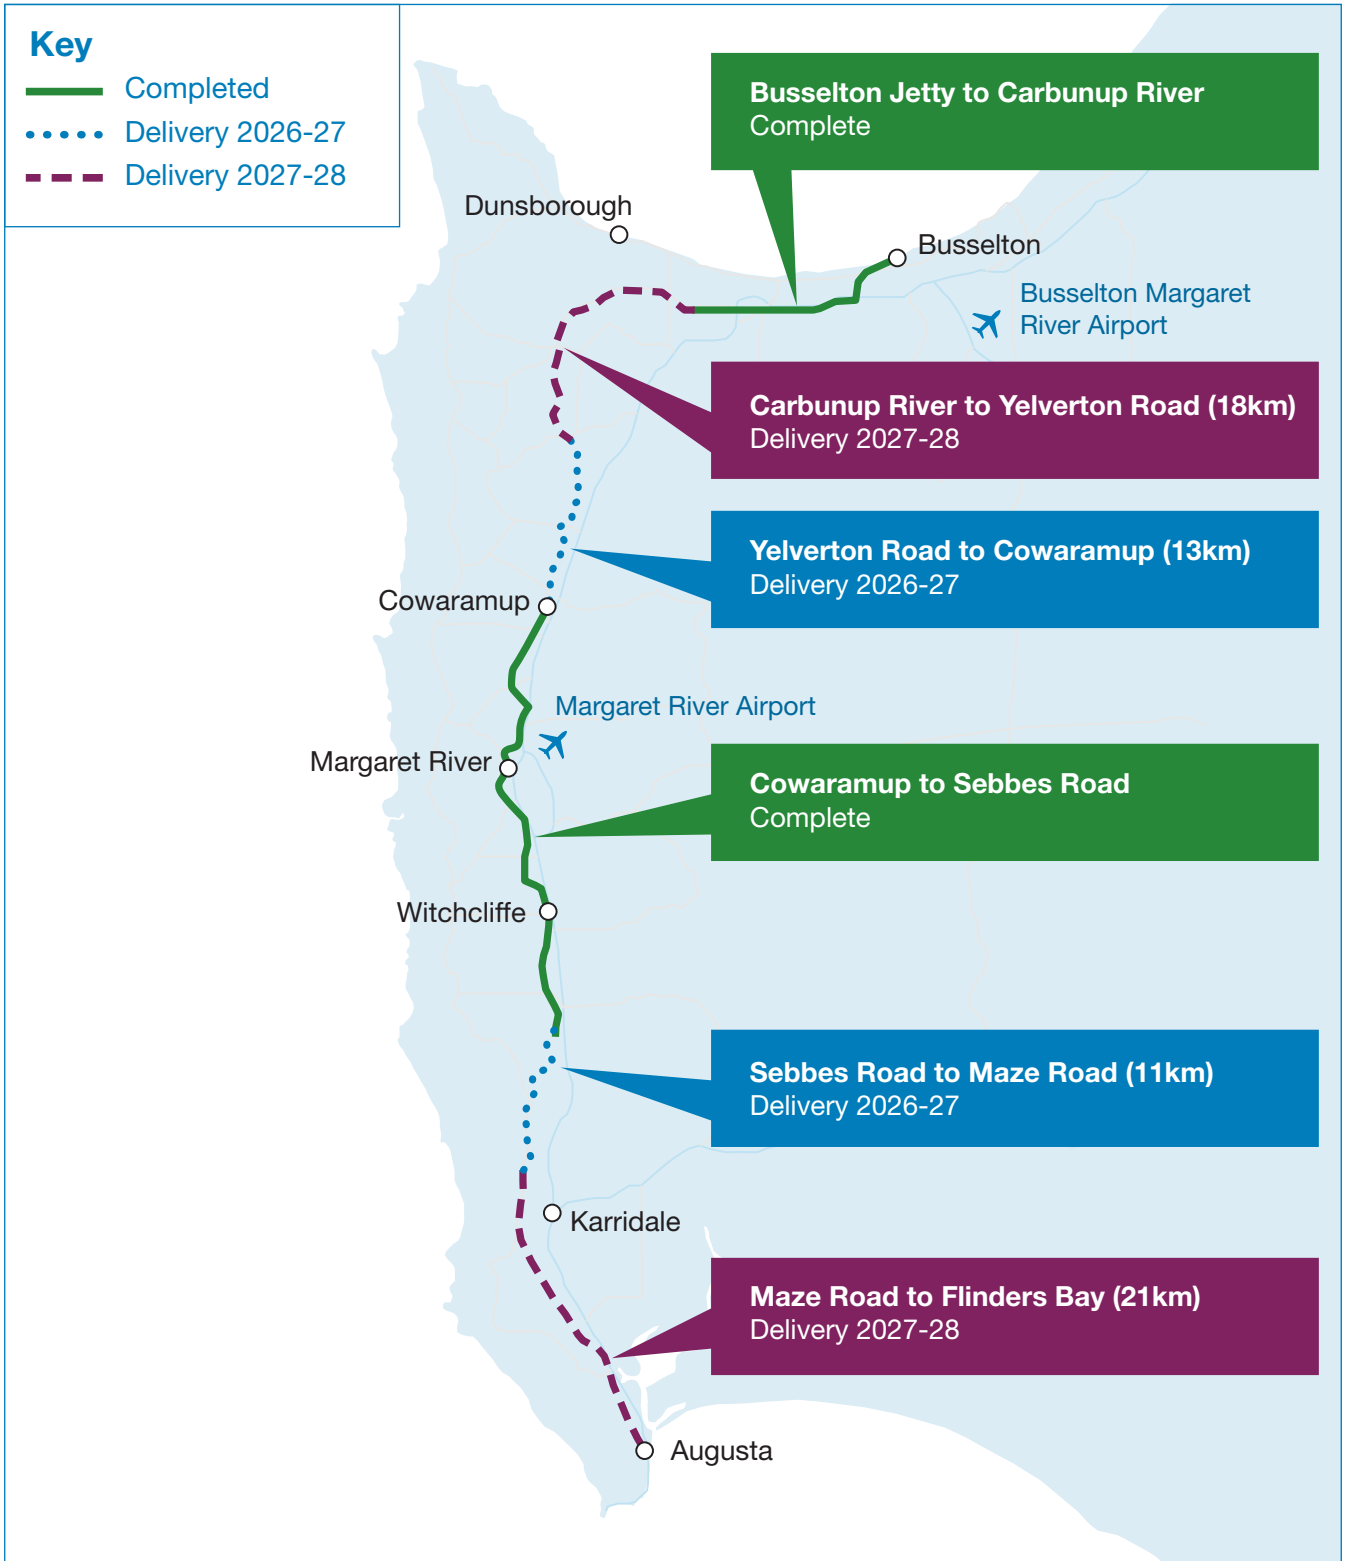 Key
Completed
Delivery 2026-27
Delivery 2027-28
Busselton Jetty to Carbunup River
Complete
Dunsborough
Busselton
Busselton Margaret
River Airport
Carbunup River to Yelverton Road (18km)
Delivery 2027-28
Yelverton Road to Cowaramup (13km)
Delivery 2026-27
Cowaramup
Margaret River Airport
Margaret River
Cowaramup to Sebbes Road
Complete
Witchcliffe
Sebbes Road to Maze Road (11km)
Delivery 2026-27
Karridale
Maze Road to Flinders Bay (21km)
Delivery 2027-28
Augusta